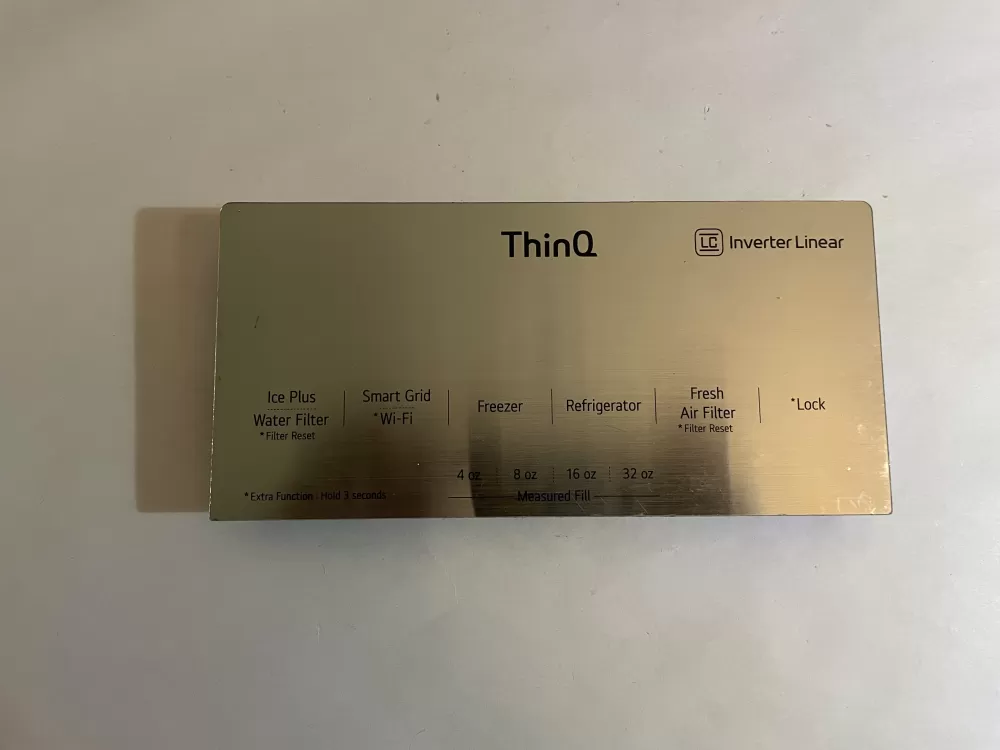 ThinQ
LC Inverter Linear
Ice Plus
Water Filter
*Filter Reset
Smart Grid
*Wi-Fi
Freezer
Refrigerator
Fresh
Air Filter
*Filter Reset
*Lock
4 oz 8 oz 16 oz 32 oz
*Extra Function : Hold 3 seconds
Measured Fill